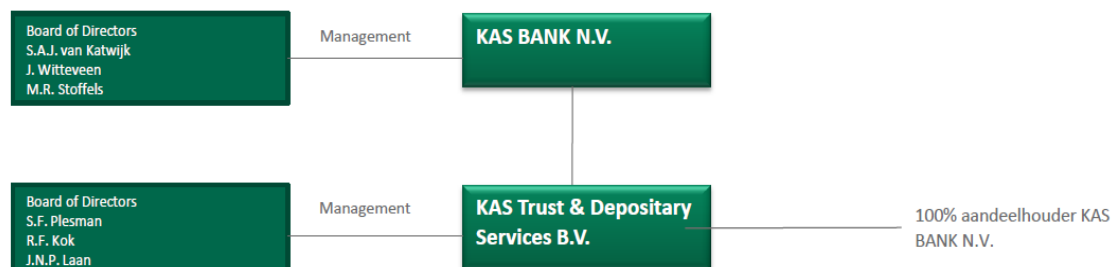 Board of Directors
S.A.J. van Katwijk
J. Witteveen
M.R. Stoffels
Management
KAS BANK N.V.
Board of Directors
S.F. Plesman
R.F. Kok
J.N.P. Laan
Management
KAS Trust & Depositary
Services B.V.
100% aandeelhouder KAS
BANK N.V.